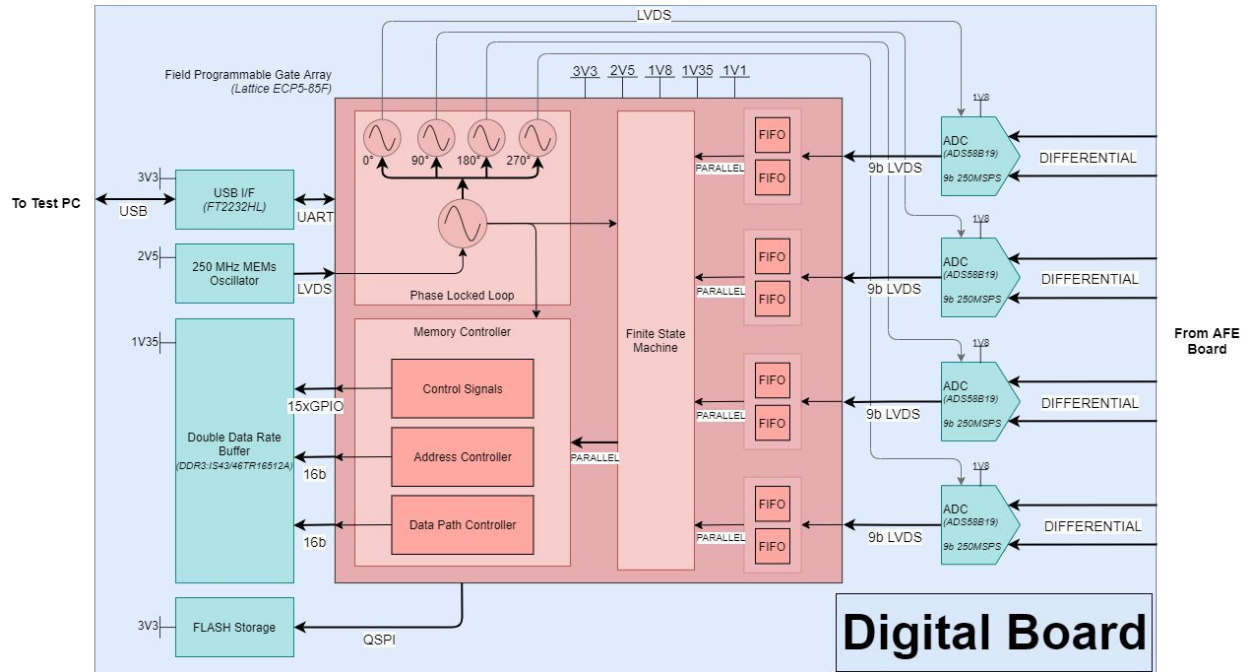 LVDS
Field Programmable Gate Array
(Lattice ECP5-85F)
3V3
2V5
1V8
1V35
1V1
0°
90°
180°
270°
Phase Locked Loop
3V3
USB I/F
(FT2232HL)
To Test PC
USB
UART
2V5
250 MHz MEMs
Oscillator
LVDS
1V35
Double Data Rate
Buffer
(DDR3:IS43/46TR16512A)
Memory Controller
Control Signals
15xGPIO
Address Controller
16b
Data Path Controller
16b
PARALLEL
3V3
FLASH Storage
QSPI
Finite State
Machine
FIFO
FIFO
PARALLEL
9b LVDS
1V8
ADC
(ADS58B19)
9b 250MSPS
DIFFERENTIAL
FIFO
FIFO
PARALLEL
9b LVDS
1V8
ADC
(ADS58B19)
9b 250MSPS
DIFFERENTIAL
From AFE
Board
FIFO
FIFO
PARALLEL
9b LVDS
1V8
ADC
(ADS58B19)
9b 250MSPS
DIFFERENTIAL
FIFO
FIFO
PARALLEL
9b LVDS
1V8
ADC
(ADS58B19)
9b 250MSPS
DIFFERENTIAL
Digital Board